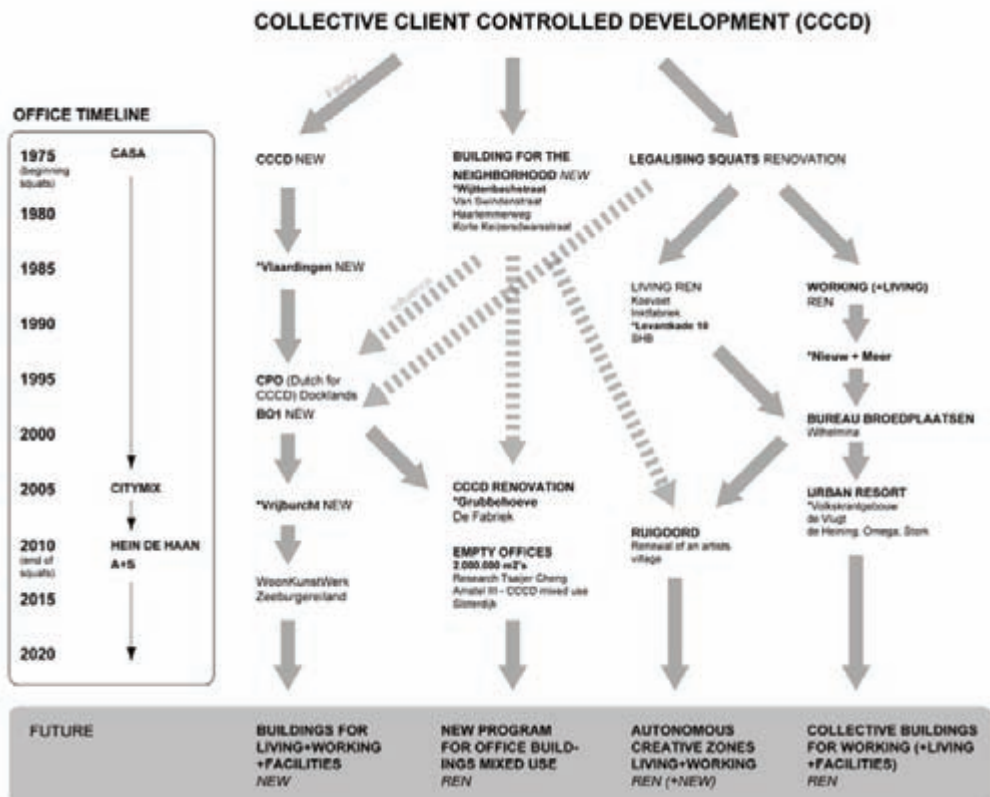 COLLECTIVE CLIENT CONTROLLED DEVELOPMENT (CCCD)
OFFICE TIMELINE
1975
(beginning
squats)
CASA
1980
1985
1990
1995
2000
2005
CITYMIX
2010
(end of
squats)
HEIN DE HAAN
A+S
2015
2020
CCCD NEW
*Vlaardingen NEW
CPO (Dutch for
CCCD) Docklands
BO1 NEW
*Vrijburcht NEW
WoonKunstWerk
Zeeburgereiland
BUILDING FOR THE
NEIGHBORHOOD NEW
*Wijttenbachstraat
Van Swindenstraat
Haarlemmerweg
Korte Keizersdwarsstraat
CCCD RENOVATION
*Grubbehoeve
De Fabriek
EMPTY OFFICES
2.000.000 m2's
Research Tsaijer Cheng
Amstel III - CCCD mixed use
LEGALISING SQUATS RENOVATION
LIVING REN
Koevoet
Inktfabriek
*Levantkade 10
SHB
RUIGOORD
Renewal of an artists
village
WORKING (+LIVING)
REN
*Nieuw + Meer
BUREAU BROEDPLAATSEN
Wilhelmina
URBAN RESORT
*Volkskrantgebouw
de Vlugt
de Heining, Omega, Stork
FUTURE
BUILDINGS FOR
LIVING+WORKING
+FACILITIES
NEW
NEW PROGRAM
FOR OFFICE BUILD-
INGS MIXED USE
REN
AUTONOMOUS
CREATIVE ZONES
LIVING+WORKING
REN (+NEW)
COLLECTIVE BUILDINGS
FOR WORKING (+LIVING
+FACILITIES)
REN